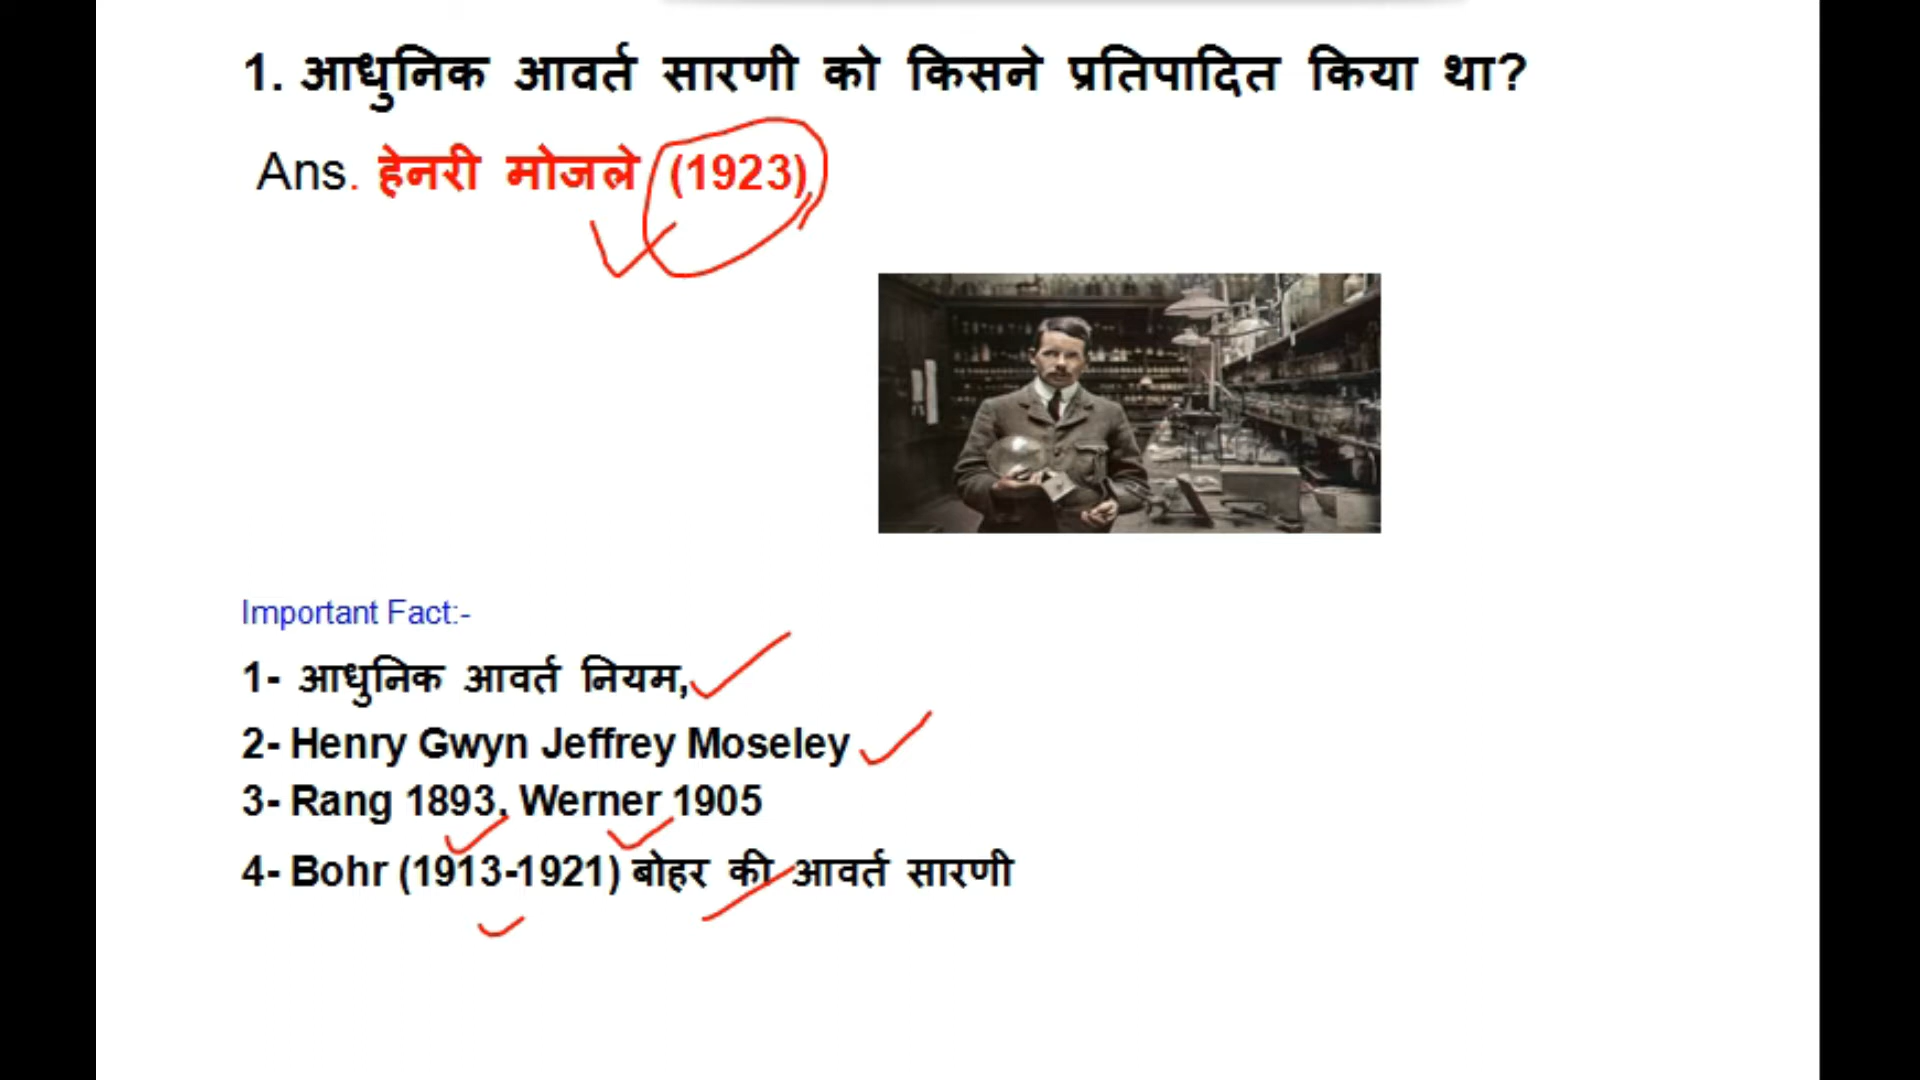 1. आधुनिक आवर्त सारणी को किसने प्रतिपादित किया था?
Ans. हेनरी मोजले (1923)
Important Fact:-
1- आधुनिक आवर्त नियम,
2- Henry Gwyn Jeffrey Moseley
3- Rang 1893, Werner 1905
4- Bohr (1913-1921) बोहर की आवर्त सारणी